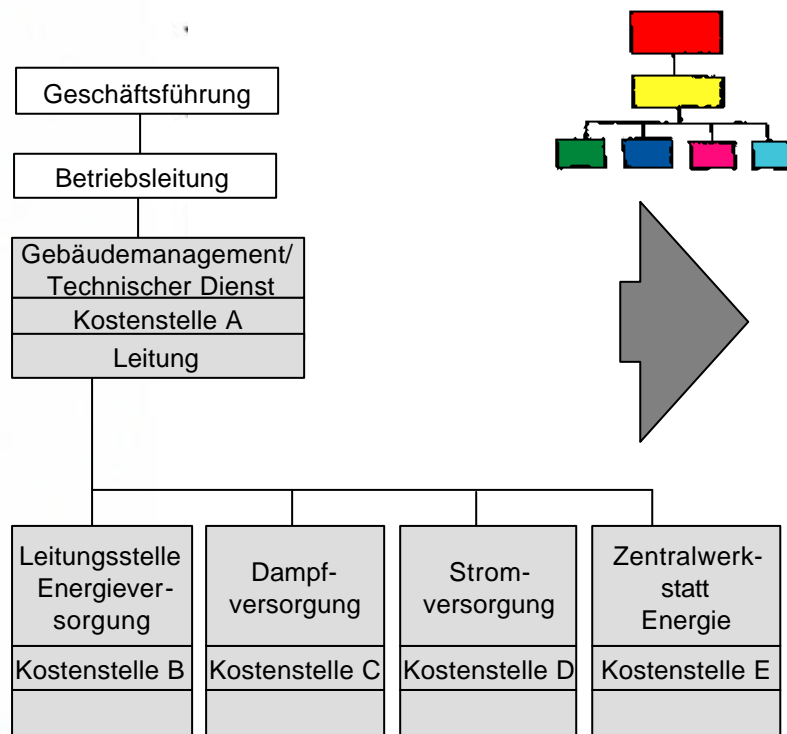 Geschäftsführung
Betriebsleitung
Gebäudemanagement/
Technischer Dienst
Kostenstelle A
Leitung
Leitungsstelle
Energiever-
sorgung
Kostenstelle B
Dampf-
versorgung
Kostenstelle C
Strom-
versorgung
Kostenstelle D
Zentralwerk-
statt
Energie
Kostenstelle E